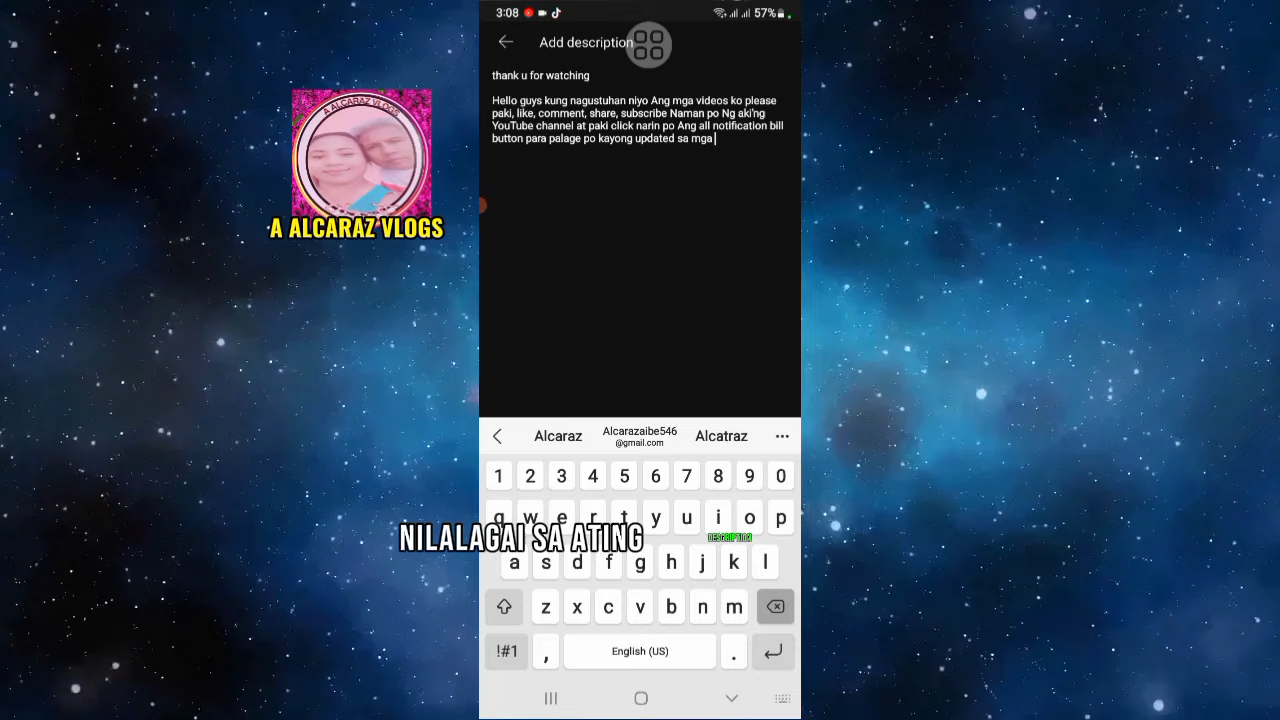 3:08
57%
Add description
thank u for watching
Hello guys kung nagustuhan niyo Ang mga videos ko please
paki, like, comment, share, subscribe Naman po Ng aki'ng
YouTube channel at paki click narin po Ang all notification bill
button para palage po kayong updated sa mga
A ALCARAZ VLOGS
A ALCARAZ VLOGS
Alcaraz
Alcarazaibe546
@gmail.com
Alcatraz
1 2 3 4 5 6 7 8 9 0
q w e r t y u i o p
NILALAGAI SA ATING
DESCRIPTION
a s d f g h j k l
z x c v b n m
!#1 , English (US) .